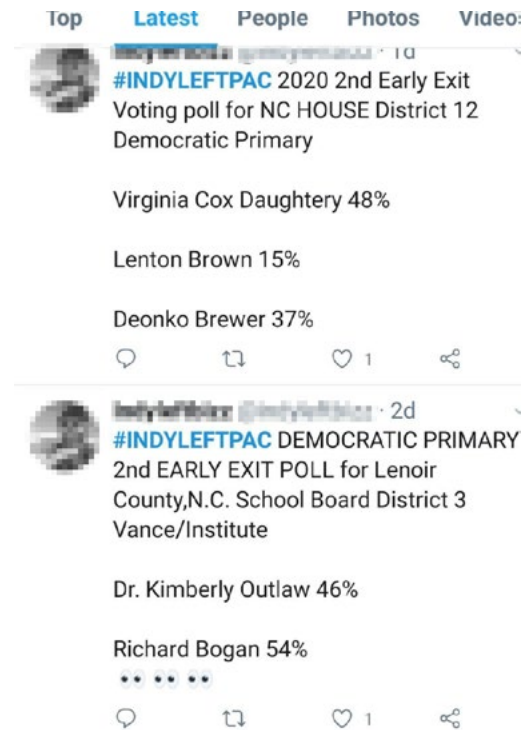 Top Latest People Photos Videos
1d
#INDYLEFTPAC 2020 2nd Early Exit
Voting poll for NC HOUSE District 12
Democratic Primary
Virginia Cox Daughtery 48%
Lenton Brown 15%
Deonko Brewer 37%
1
2d
#INDYLEFTPAC DEMOCRATIC PRIMARY
2nd EARLY EXIT POLL for Lenoir
County,N.C. School Board District 3
Vance/Institute
Dr. Kimberly Outlaw 46%
Richard Bogan 54%
1